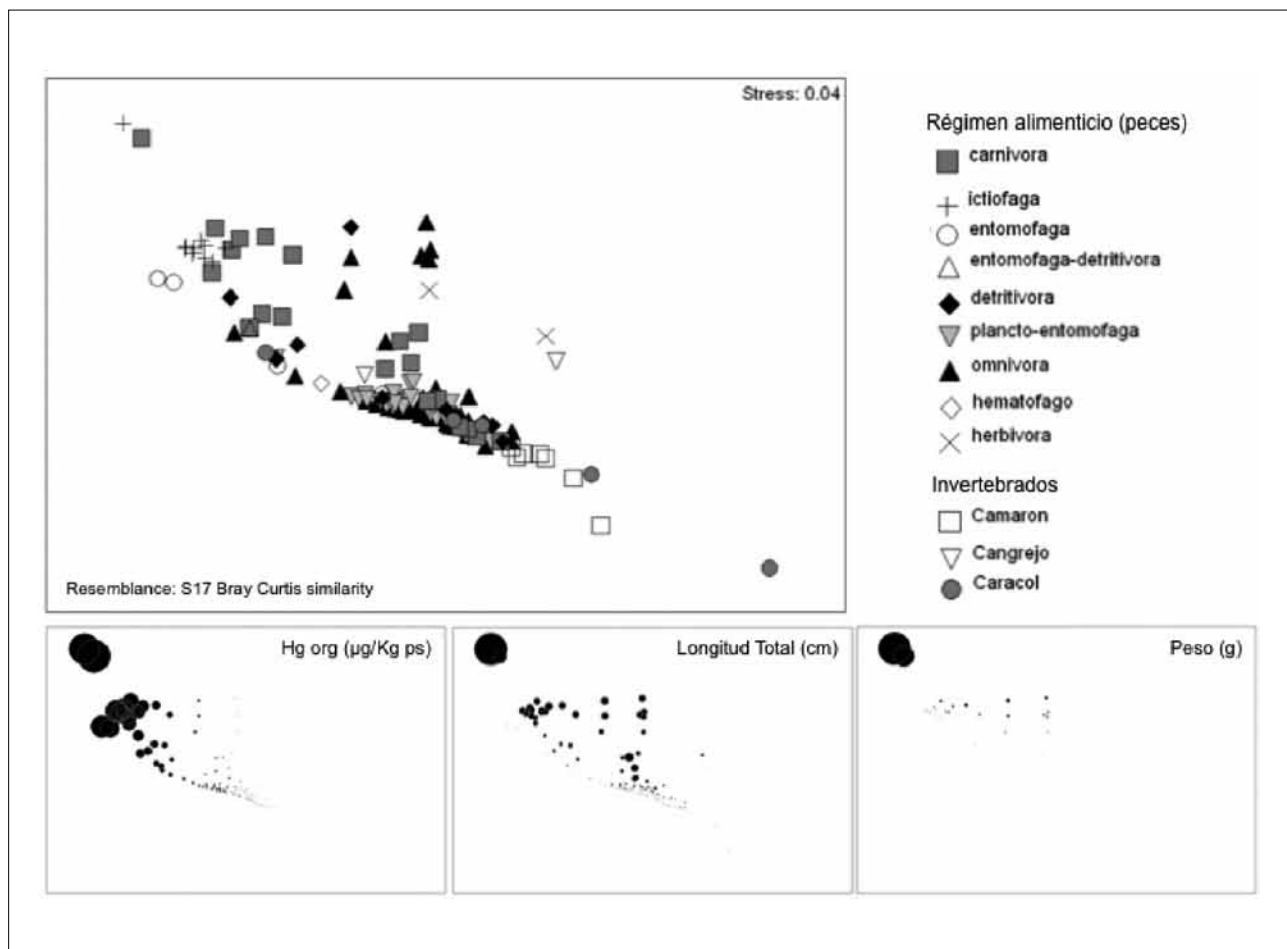 Stress: 0.04
Resemblance: S17 Bray Curtis similarity
Régimen alimenticio (peces)
carnivora
ictiofaga
entomofaga
entomofaga-detritivora
detritivora
plancto-entomofaga
omnivora
hematofago
herbivora
Invertebrados
Camaron
Cangrejo
Caracol
Hg org (µg/Kg ps)
Longitud Total (cm)
Peso (g)